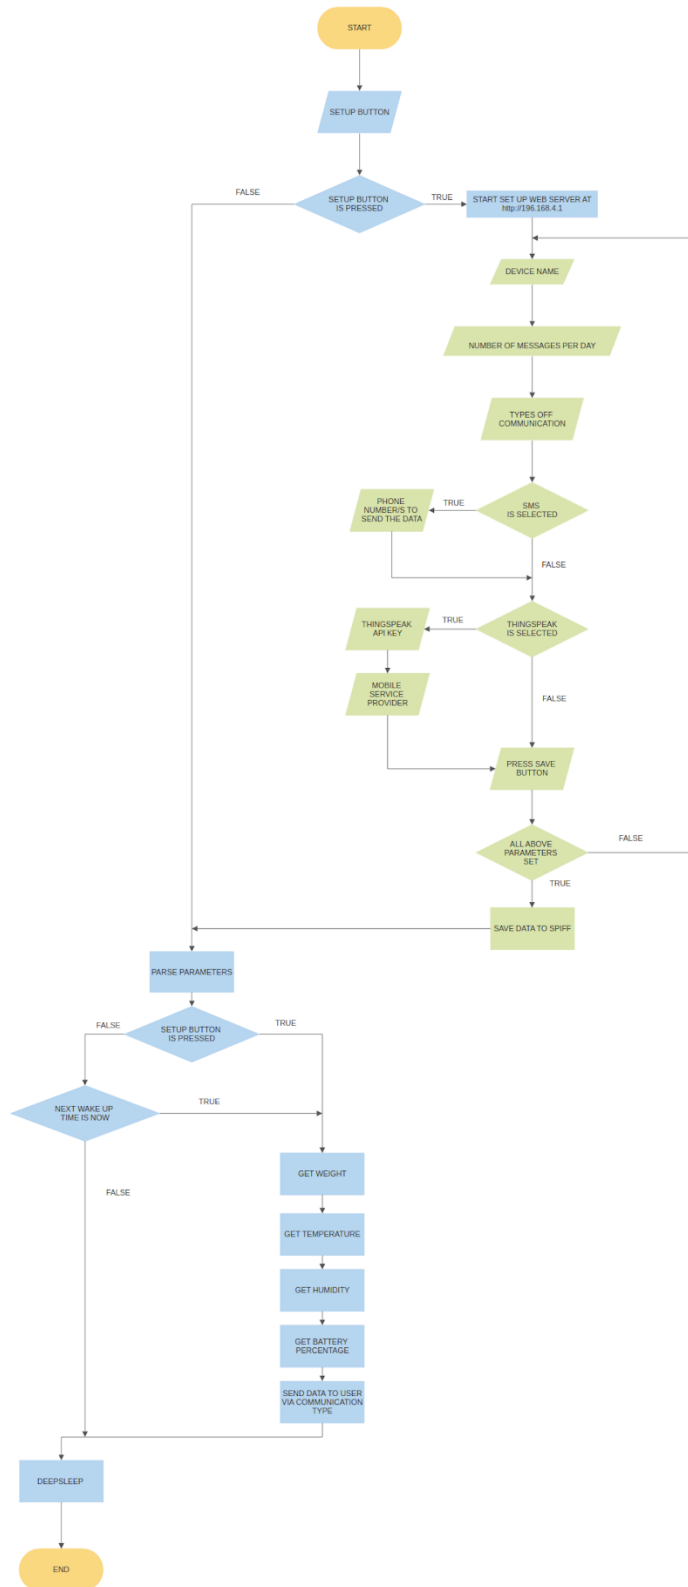 START
SETUP BUTTON
FALSE
SETUP BUTTON
IS PRESSED
TRUE
START SET UP WEB SERVER AT
http://196.168.4.1
DEVICE NAME
NUMBER OF MESSAGES PER DAY
TYPES OFF
COMMUNICATION
PHONE
NUMBER/S TO
SEND THE DATA
TRUE
SMS
IS SELECTED
FALSE
THINGSPEAK
API KEY
TRUE
THINGSPEAK
IS SELECTED
MOBILE
SERVICE
PROVIDER
FALSE
PRESS SAVE
BUTTON
ALL ABOVE
PARAMETERS
SET
FALSE
TRUE
SAVE DATA TO SPIFF
PARSE PARAMETERS
FALSE
SETUP BUTTON
IS PRESSED
TRUE
NEXT WAKE UP
TIME IS NOW
TRUE
FALSE
GET WEIGHT
GET TEMPERATURE
GET HUMIDITY
GET BATTERY
PERCENTAGE
SEND DATA TO USER
VIA COMMUNICATION
TYPE
DEEPSLEEP
END